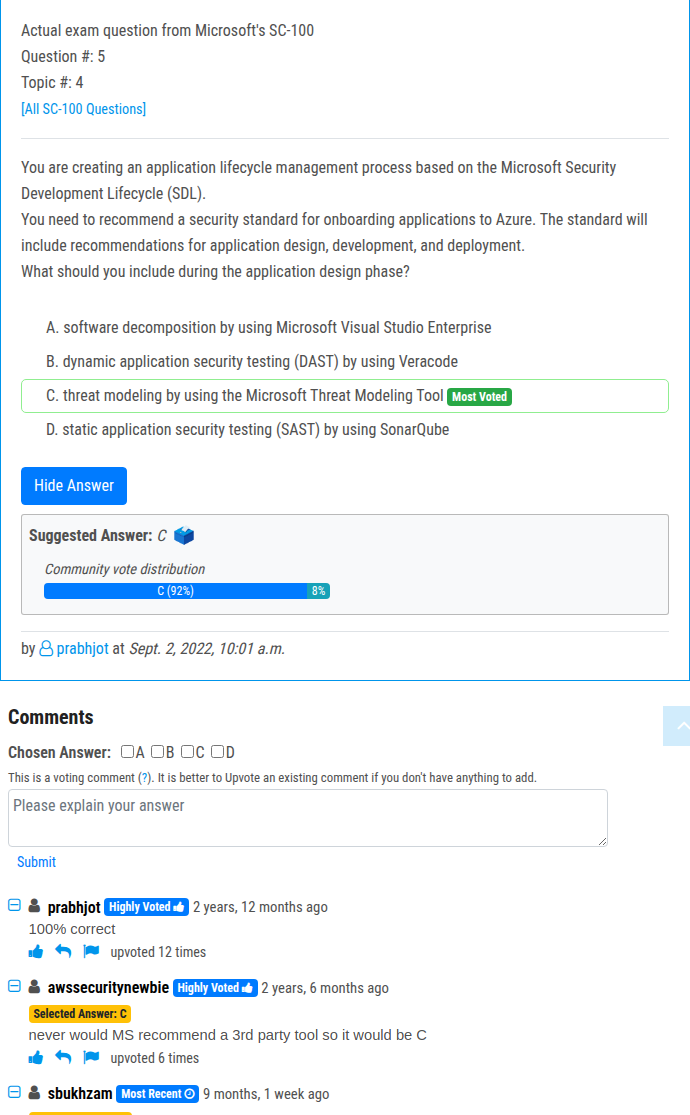 Actual exam question from Microsoft's SC-100
Question #: 5
Topic #: 4
[All SC-100 Questions]
You are creating an application lifecycle management process based on the Microsoft Security
Development Lifecycle (SDL).
You need to recommend a security standard for onboarding applications to Azure. The standard will
include recommendations for application design, development, and deployment.
What should you include during the application design phase?
A. software decomposition by using Microsoft Visual Studio Enterprise
B. dynamic application security testing (DAST) by using Veracode
C. threat modeling by using the Microsoft Threat Modeling Tool Most Voted
D. static application security testing (SAST) by using SonarQube
Hide Answer
Suggested Answer: C
Community vote distribution
C (92%) 8%
by prabhjot at Sept. 2, 2022, 10:01 a.m.
Comments
Chosen Answer: A B C D
This is a voting comment (?). It is better to Upvote an existing comment if you don't have anything to add.
Please explain your answer
Submit
prabhjot Highly Voted 2 years, 12 months ago
100% correct
upvoted 12 times
awssecuritynewbie Highly Voted 2 years, 6 months ago
Selected Answer: C
never would MS recommend a 3rd party tool so it would be C
upvoted 6 times
sbukhzam Most Recent 9 months, 1 week ago